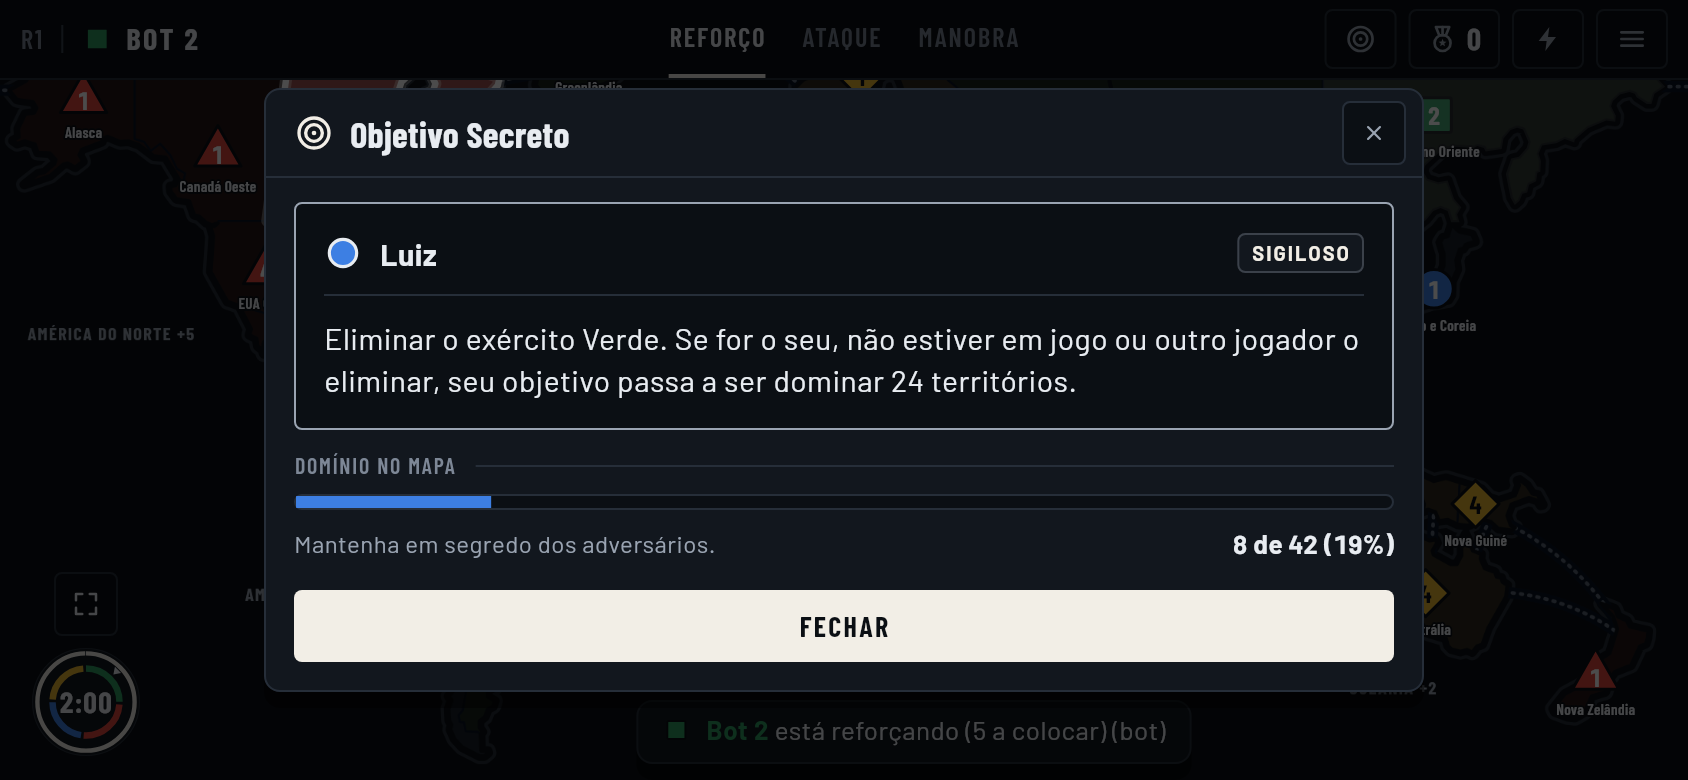 R1
BOT 2
REFORÇO
ATAQUE
MANOBRA
0
1
Alasca
1
Canadá Oeste
EUA
AMÉRICA DO NORTE +5
Groenlândia
2
1
e Coreia
4
Nova Guiné
4
1
Nova Zelândia
Objetivo Secreto
Luiz
SIGILOSO
Eliminar o exército Verde. Se for o seu, não estiver em jogo ou outro jogador o
eliminar, seu objetivo passa a ser dominar 24 territórios.
DOMÍNIO NO MAPA
Mantenha em segredo dos adversários.
8 de 42 (19%)
FECHAR
2:00
Bot 2 está reforçando (5 a colocar) (bot)